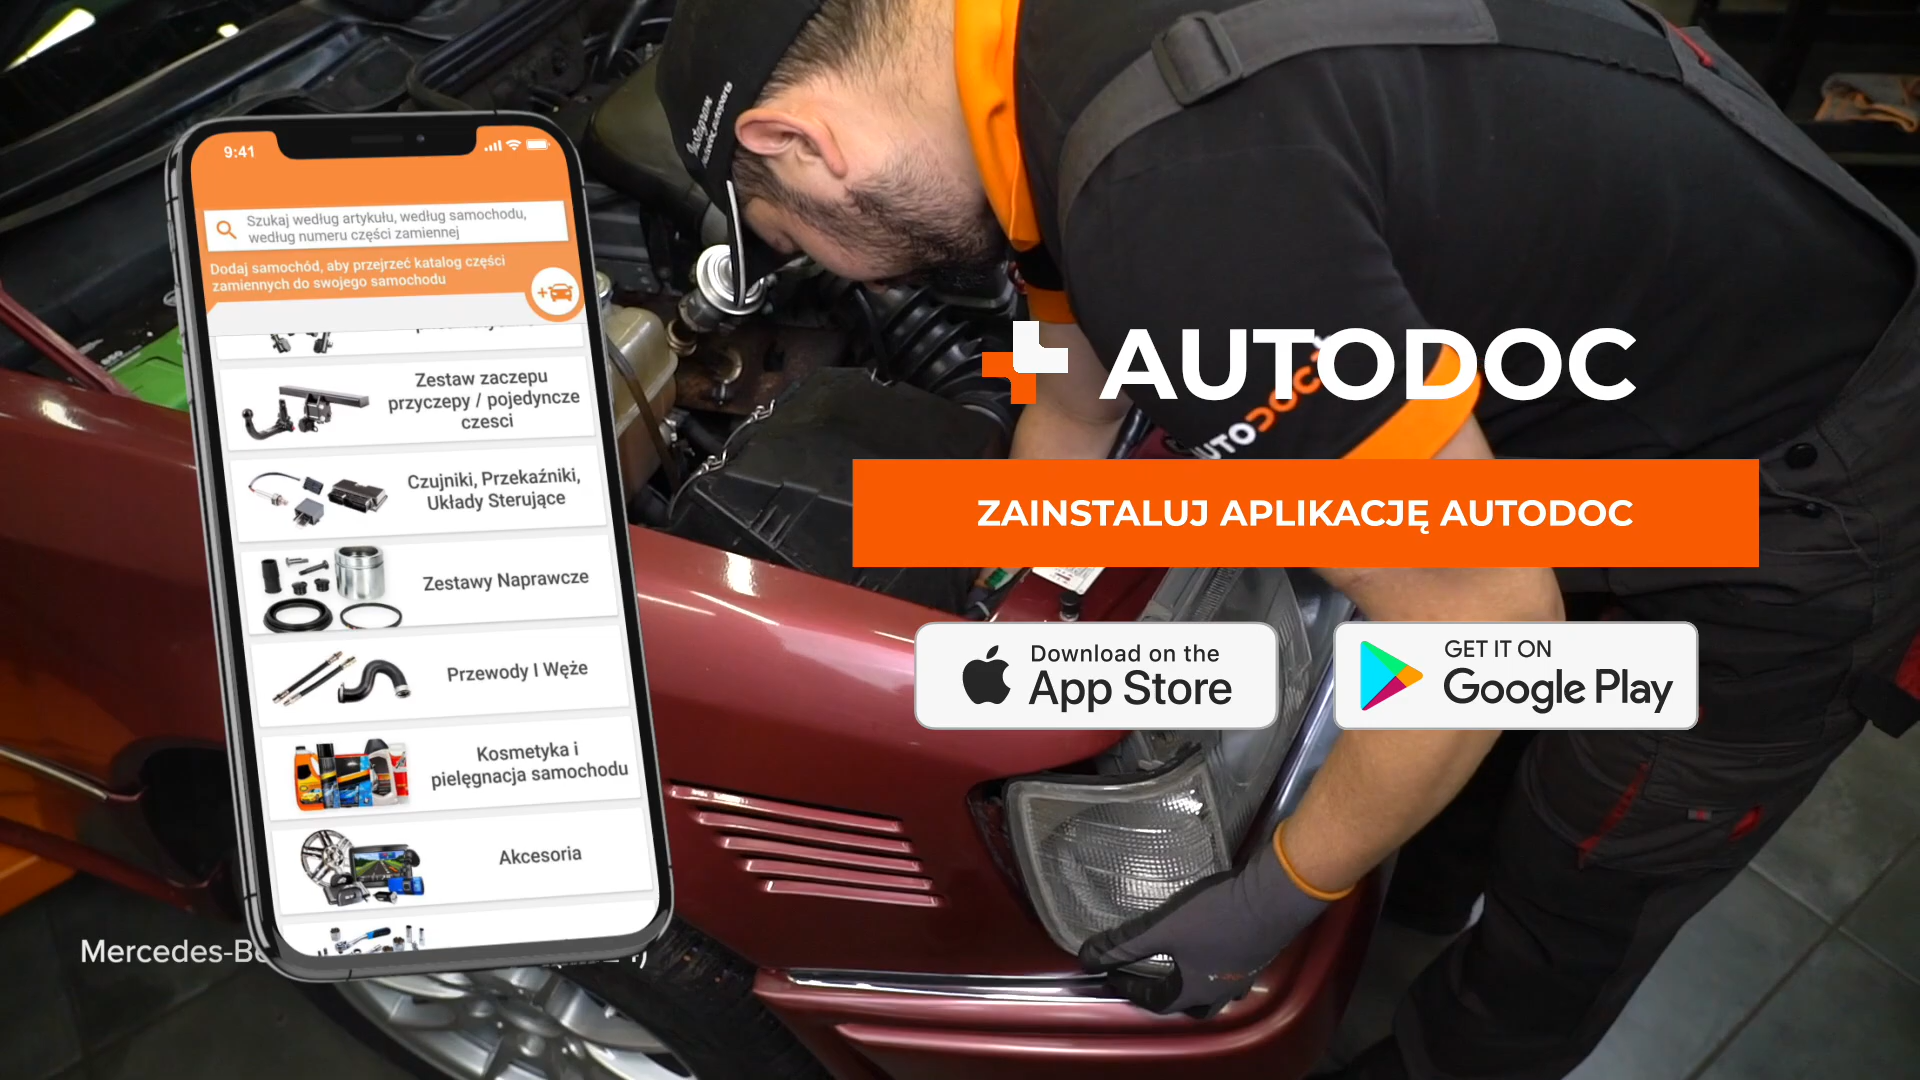 9:41
Szukaj według artykułu, według samochodu,
według numeru części zamiennej
Dodaj samochód, aby przejrzeć katalog części
zamiennych do swojego samochodu
Zestaw zaczepu
przyczepy / pojedyncze
czesci
Czujniki, Przekaźniki,
Układy Sterujące
Zestawy Naprawcze
Przewody I Węże
Kosmetyka i
pielęgnacja samochodu
Akcesoria
Instagram
AUTODOC
AUTODOC
ZAINSTALUJ APLIKACJĘ AUTODOC
Download on the
App Store
GET IT ON
Google Play